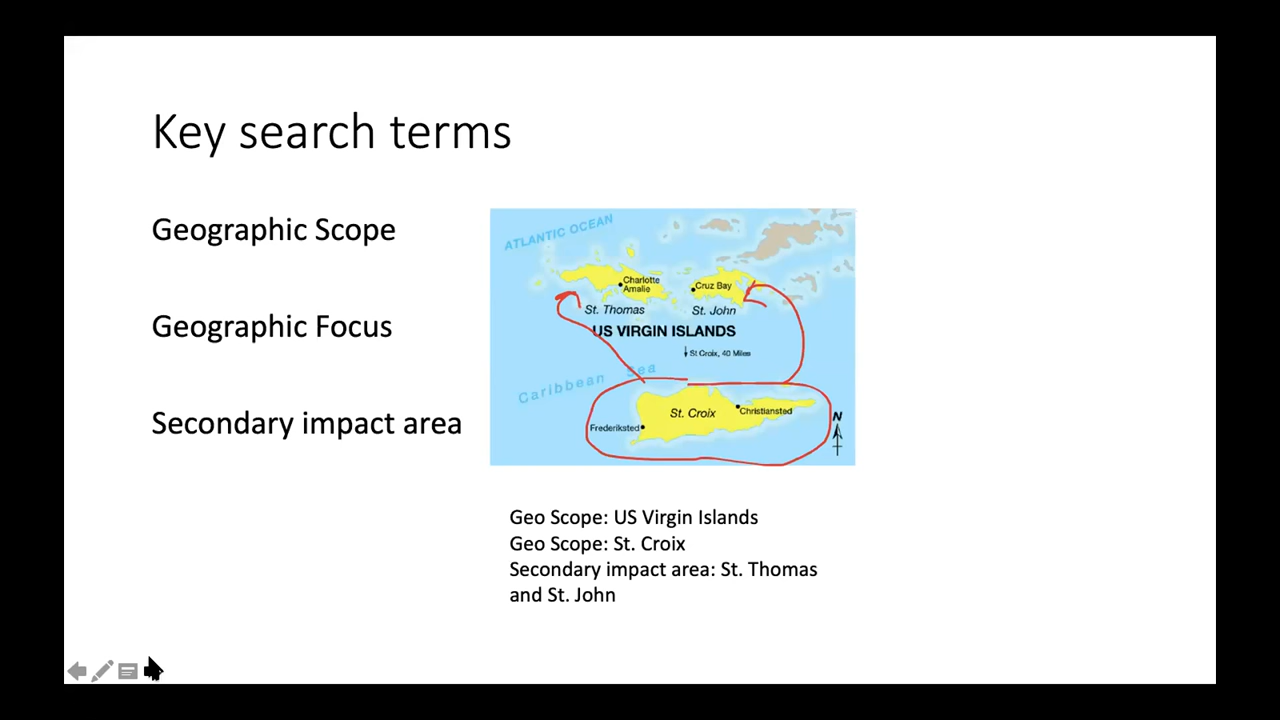 Key search terms
Geographic Scope
Geographic Focus
Secondary impact area
ATLANTIC OCEAN
Charlotte
Amalie
Cruz Bay
St. Thomas
St. John
US VIRGIN ISLANDS
St Croix, 40 Miles
Caribbean Sea
St. Croix
Christiansted
Frederiksted
N
Geo Scope: US Virgin Islands
Geo Scope: St. Croix
Secondary impact area: St. Thomas
and St. John